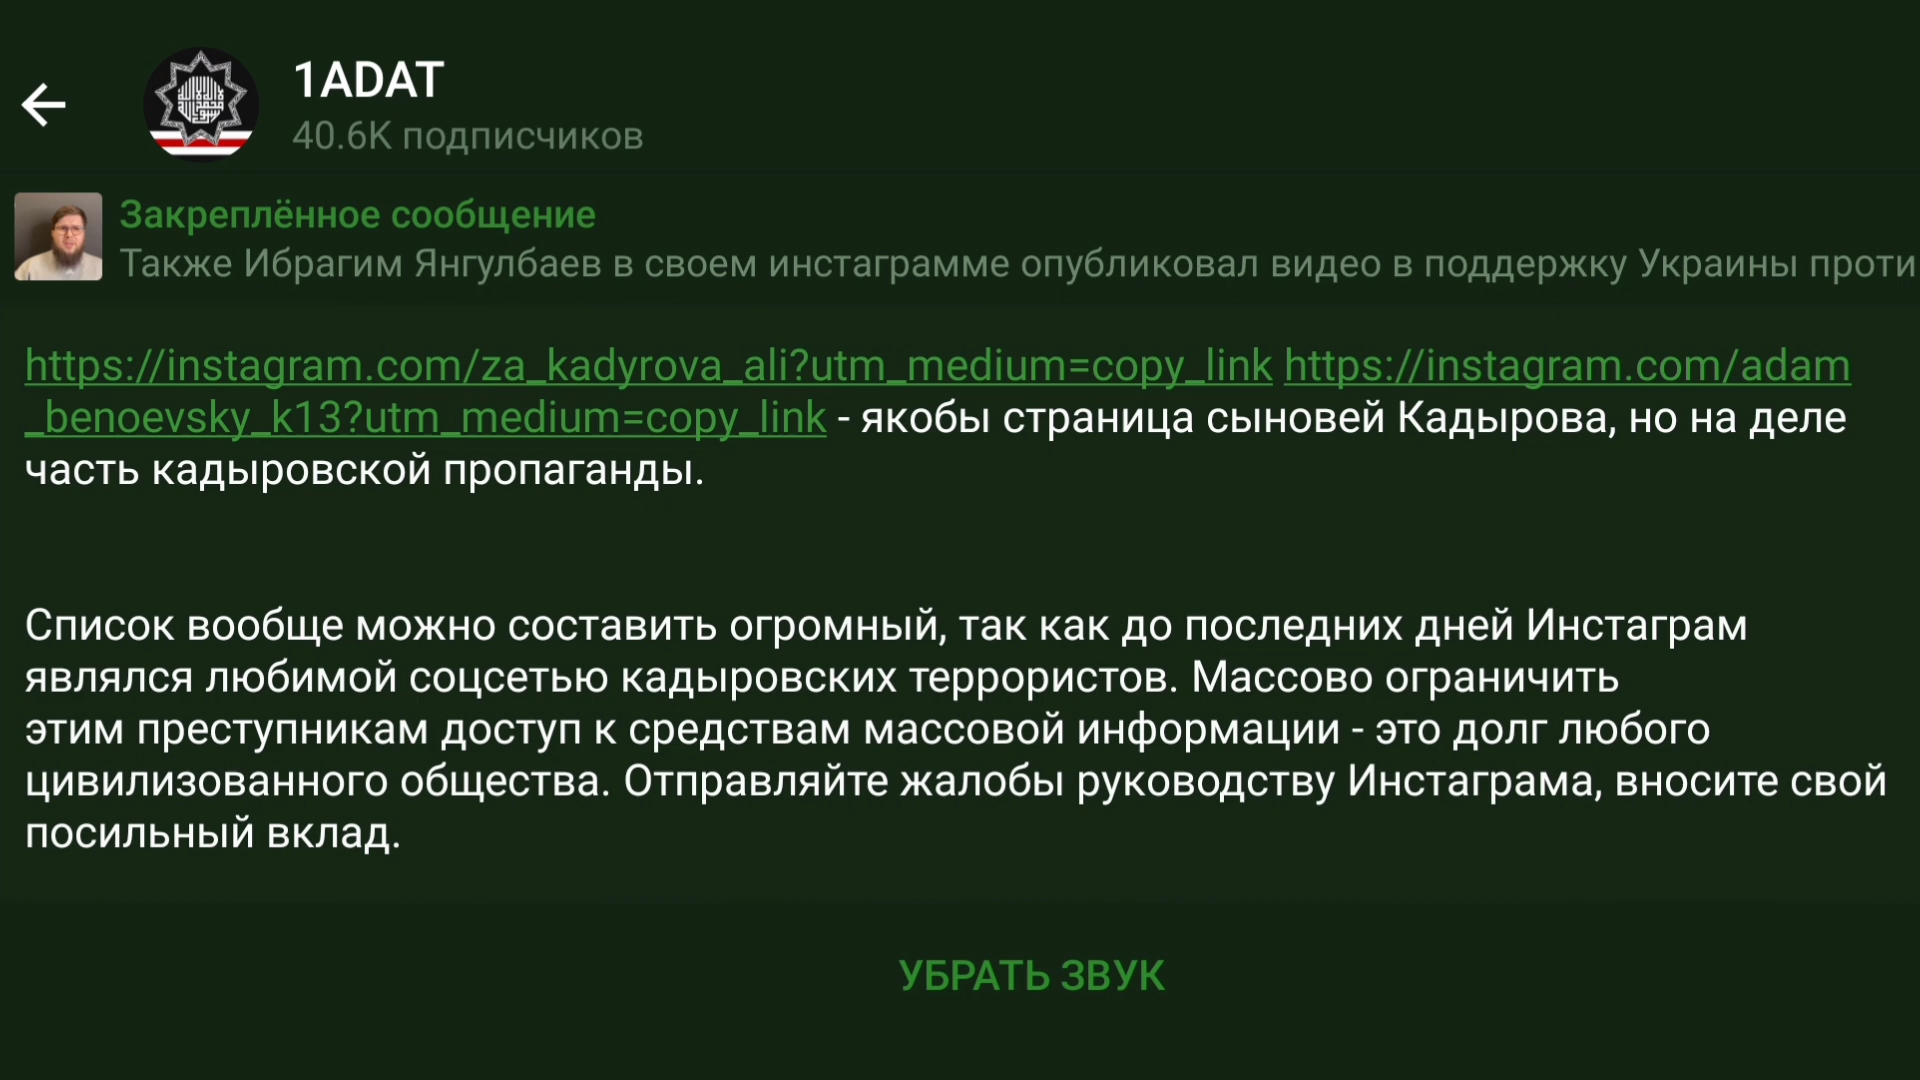 1ADAT
40.6K подписчиков
Закреплённое сообщение
Также Ибрагим Янгулбаев в своем инстаграмме опубликовал видео в поддержку Украины проти
https://instagram.com/za_kadyrova_ali?utm_medium=copy_link https://instagram.com/adam
_benoevsky_k13?utm_medium=copy_link - якобы страница сыновей Кадырова, но на деле
часть кадыровской пропаганды.
Список вообще можно составить огромный, так как до последних дней Инстаграм
являлся любимой соцсетью кадыровских террористов. Массово ограничить
этим преступникам доступ к средствам массовой информации - это долг любого
цивилизованного общества. Отправляйте жалобы руководству Инстаграма, вносите свой
посильный вклад.
УБРАТЬ ЗВУК